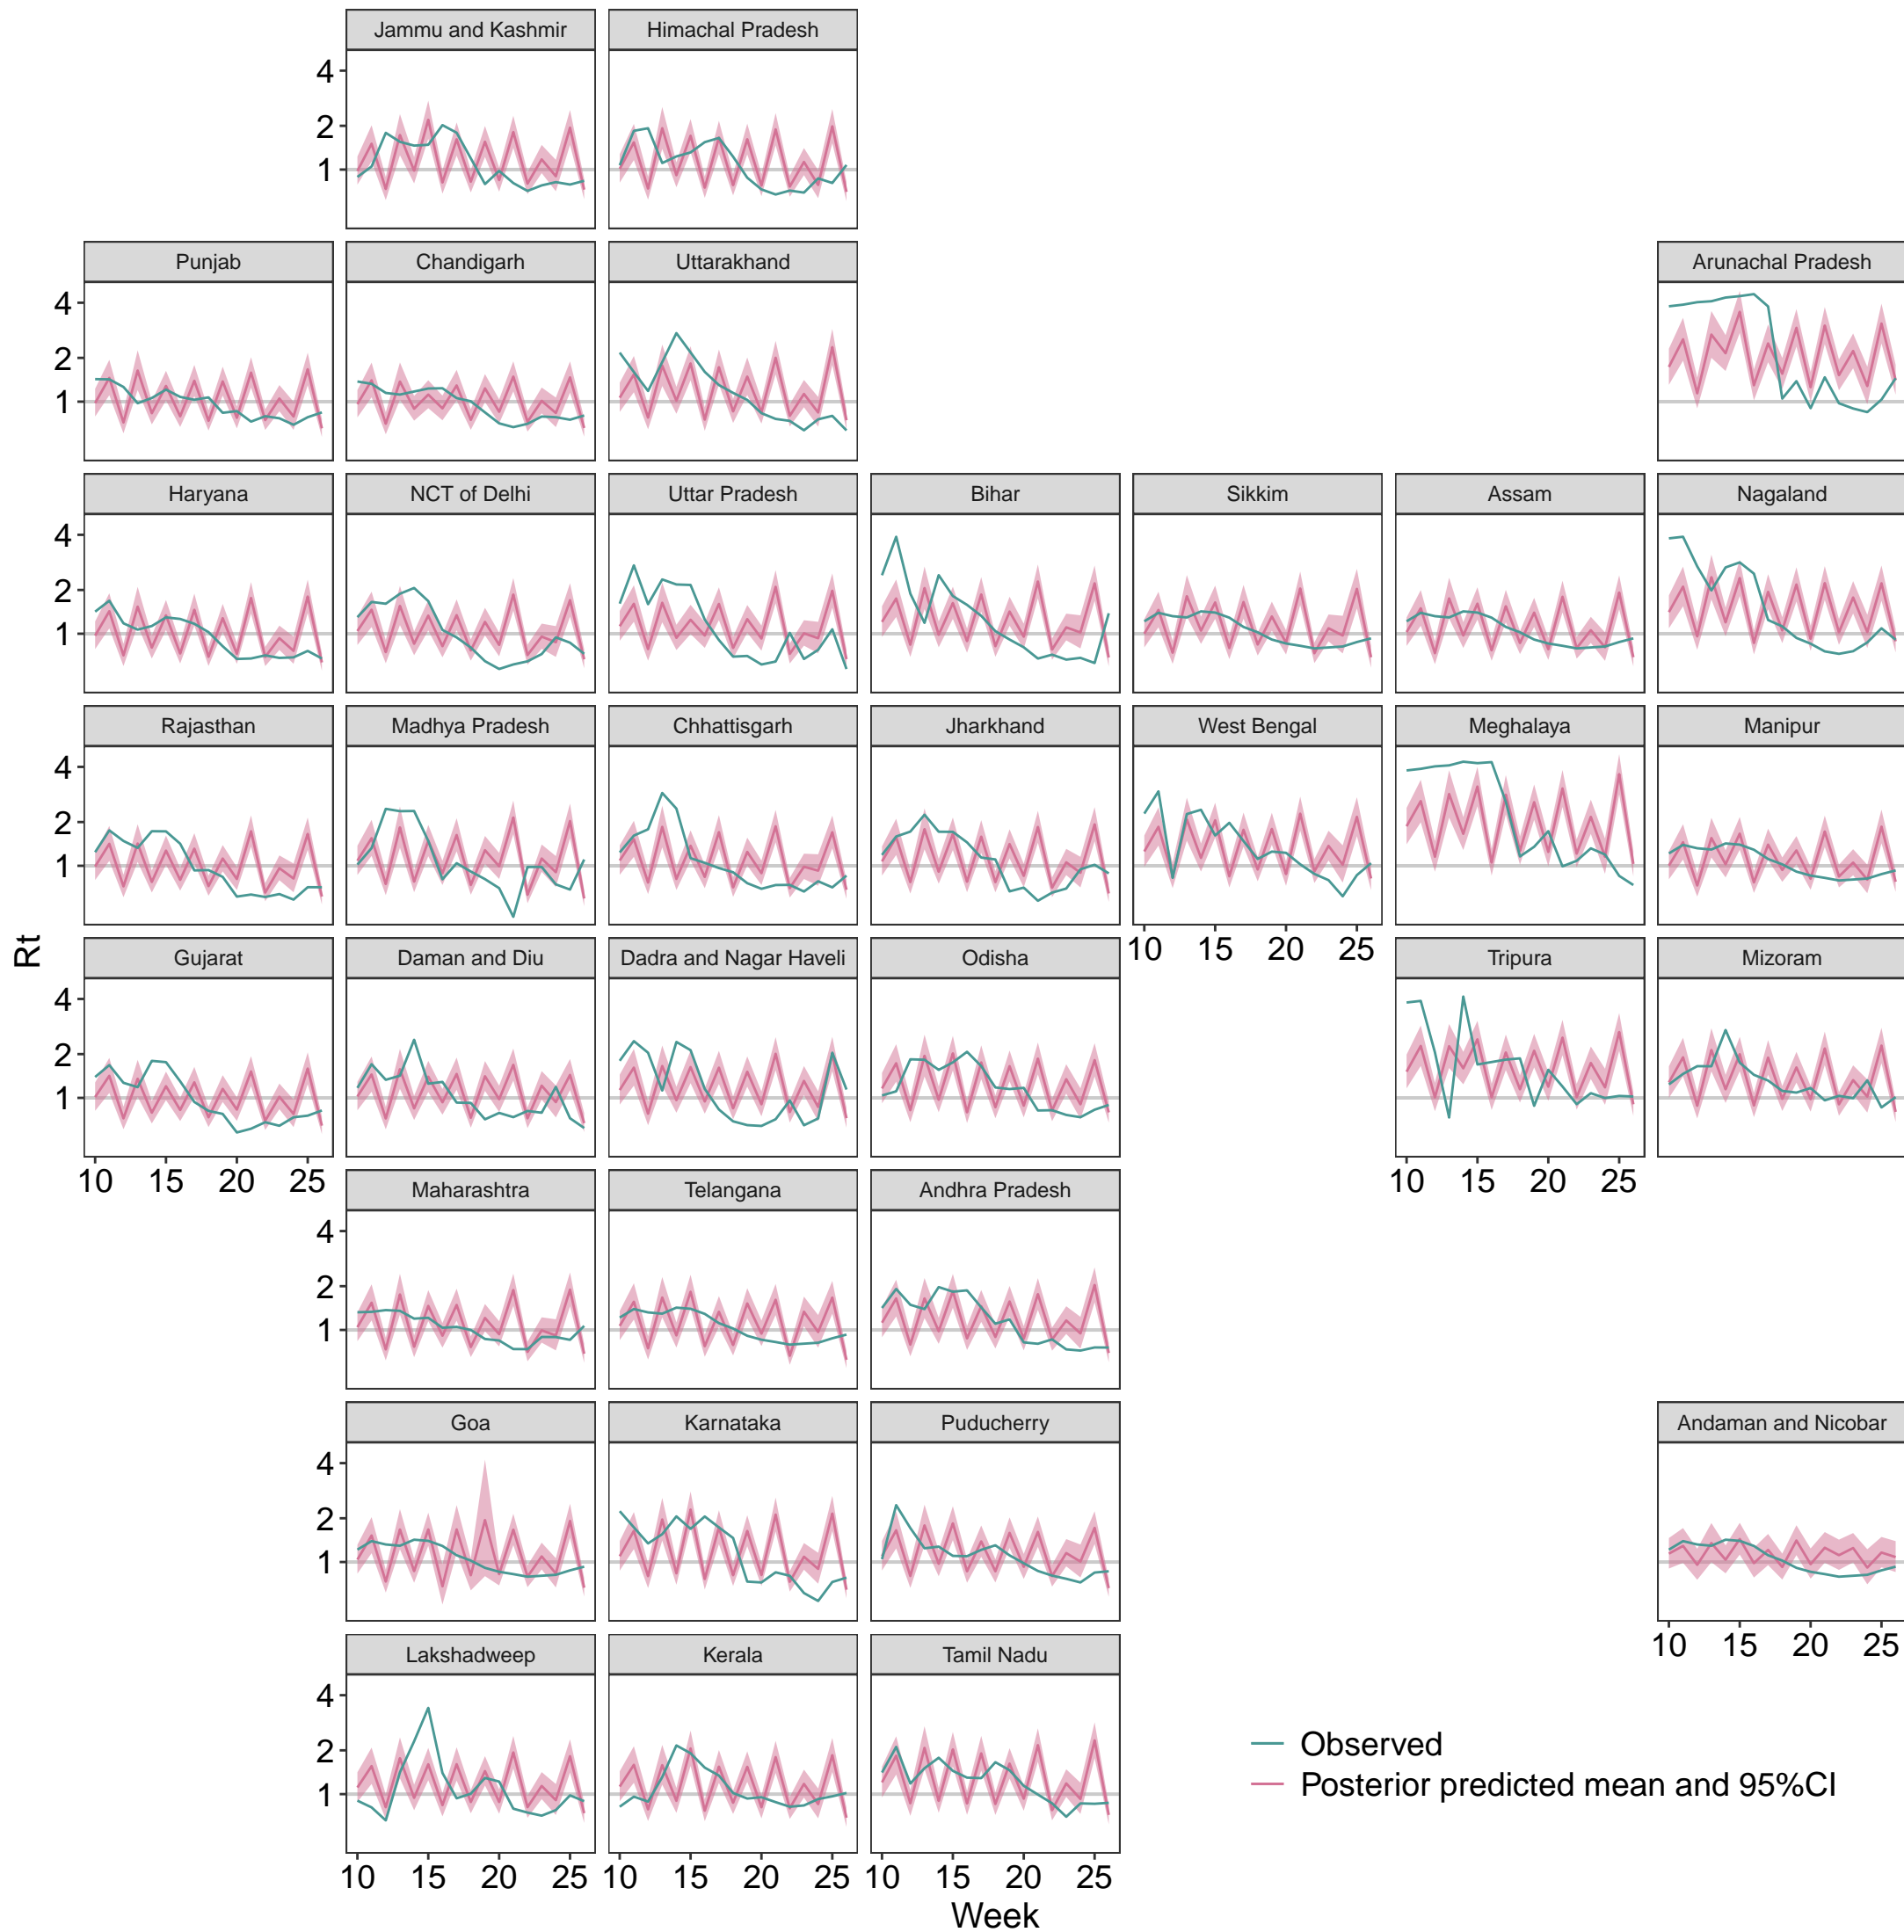 Jammu and Kashmir Himachal Pradesh
4
2
1
Punjab Chandigarh Uttarakhand Arunachal Pradesh
4
2
1
Haryana NCT of Delhi Uttar Pradesh Bihar Sikkim Assam Nagaland
4
2
1
Rajasthan Madhya Pradesh Chhattisgarh Jharkhand West Bengal Meghalaya Manipur
4
2
1
10 15 20 25
Rt
Gujarat Daman and Diu Dadra and Nagar Haveli Odisha Tripura Mizoram
4
2
1
10 15 20 25 10 15 20 25
Maharashtra Telangana Andhra Pradesh
4
2
1
Goa Karnataka Puducherry Andaman and Nicobar
4
2
1
10 15 20 25
Lakshadweep Kerala Tamil Nadu
4
2
1
10 15 20 25 10 15 20 25 10 15 20 25
Week
Observed
Posterior predicted mean and 95%CI